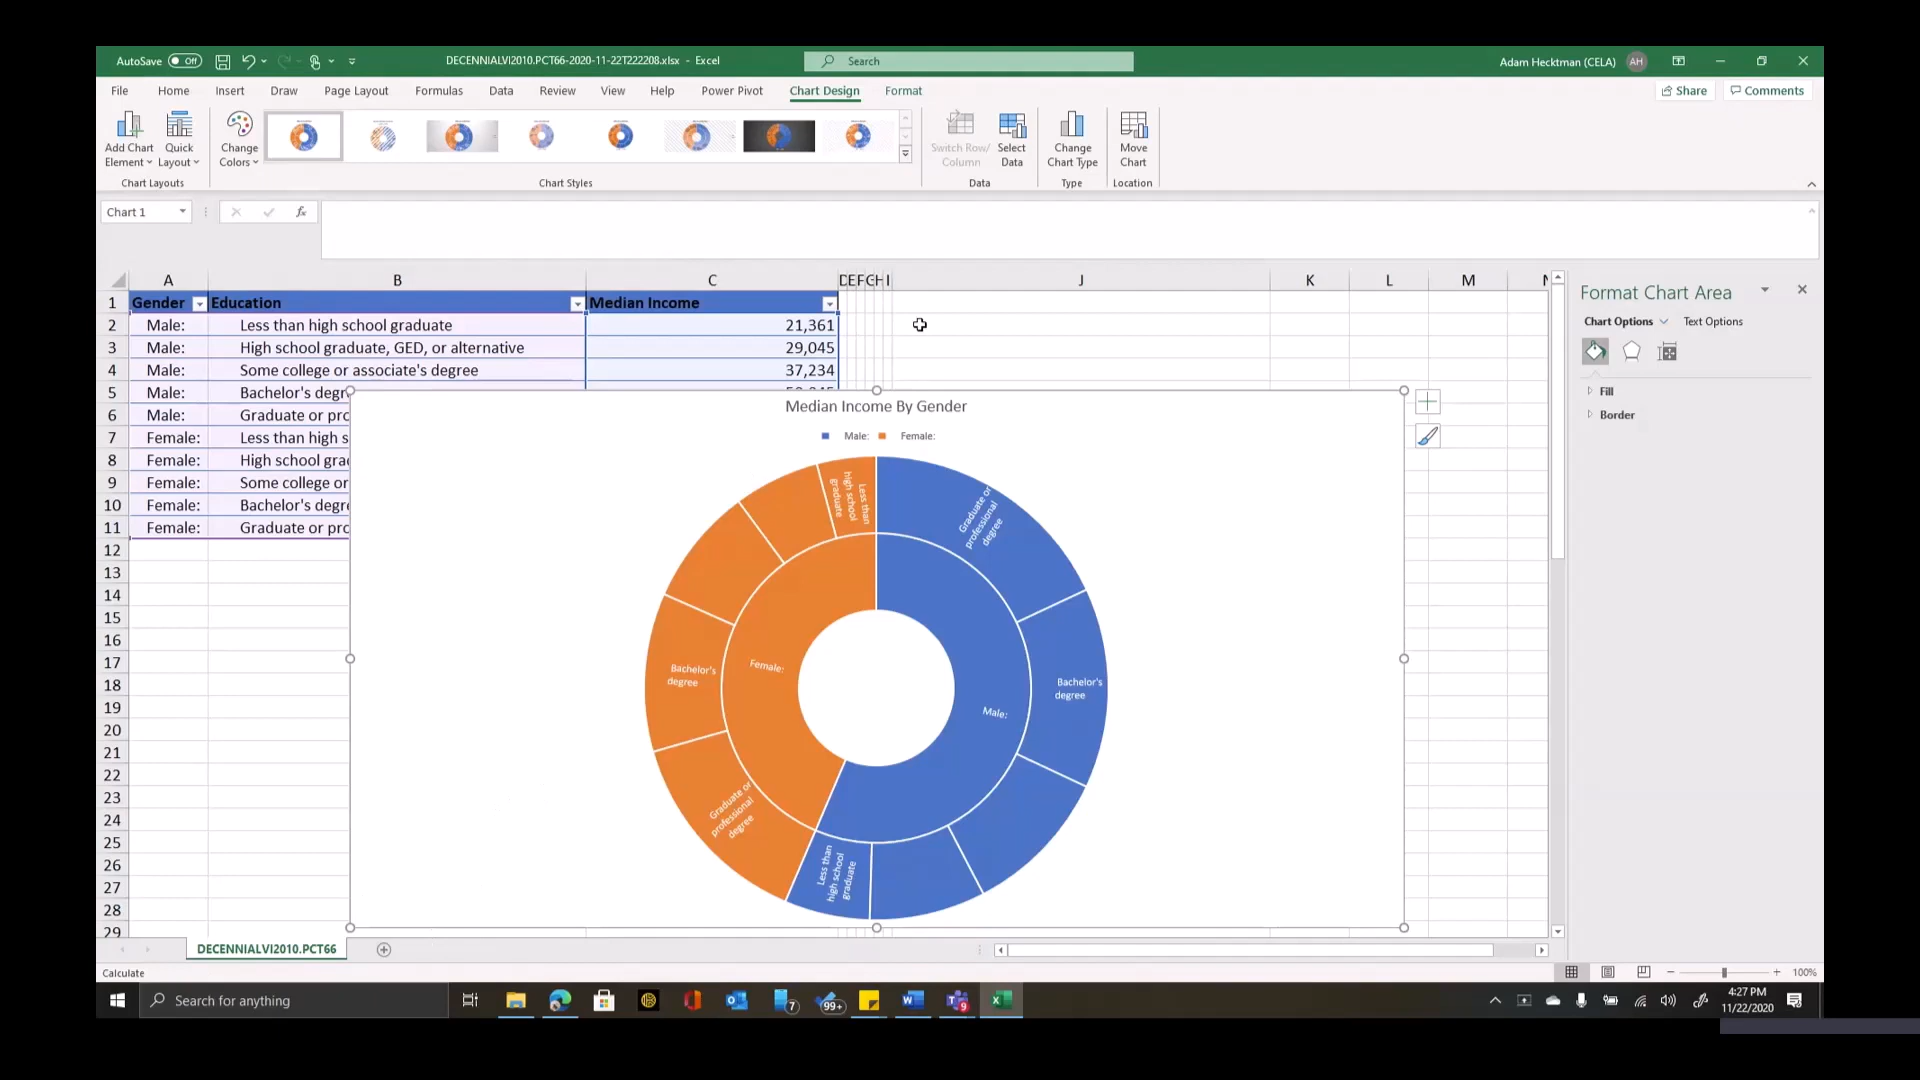 AutoSave Off
DECENNIALVI2010.PCT66-2020-11-22T222208.xlsx - Excel
Search
Adam Hecktman (CELA) AH
File Home Insert Draw Page Layout Formulas Data Review View Help Power Pivot Chart Design Format
Share Comments
Add Chart Element
Quick Layout
Change Colors
Switch Row/ Column
Select Data
Change Chart Type
Move Chart
Chart Layouts Chart Styles Data Type Location
Chart 1 fx
A B C D E F G H I J K L M N
1 Gender Education Median Income
2 Male: Less than high school graduate 21,361
3 Male: High school graduate, GED, or alternative 29,045
4 Male: Some college or associate's degree 37,234
5 Male: Bachelor's degr
6 Male: Graduate or pro
7 Female: Less than high s
8 Female: High school gra
9 Female: Some college or
10 Female: Bachelor's degre
11 Female: Graduate or pro
12
13
14
15
16
17
18
19
20
21
22
23
24
25
26
27
28
29
Median Income By Gender
Male: Female:
Less than
high school
graduate
Graduate or
professional
degree
Bachelor's
degree
Female:
Bachelor's
degree
Male:
Graduate or
professional
degree
Less than
high school
graduate
Format Chart Area
Chart Options Text Options
Fill
Border
DECENNIALVI2010.PCT66
Calculate
100%
Search for anything
7
99+
9
4:27 PM
11/22/2020